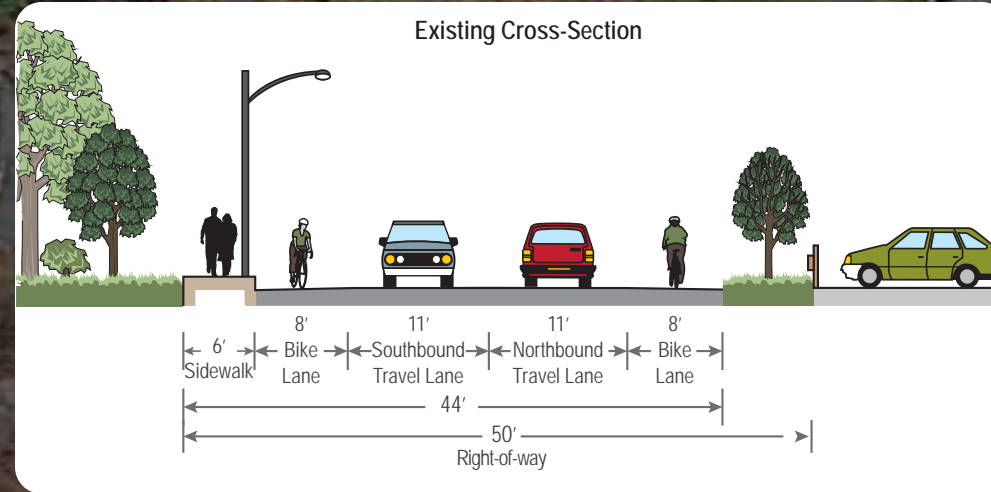 Existing Cross-Section
6′
Sidewalk
8′
Bike
Lane
11′
Southbound
Travel Lane
11′
Northbound
Travel Lane
8′
Bike
Lane
44′
50′
Right-of-way